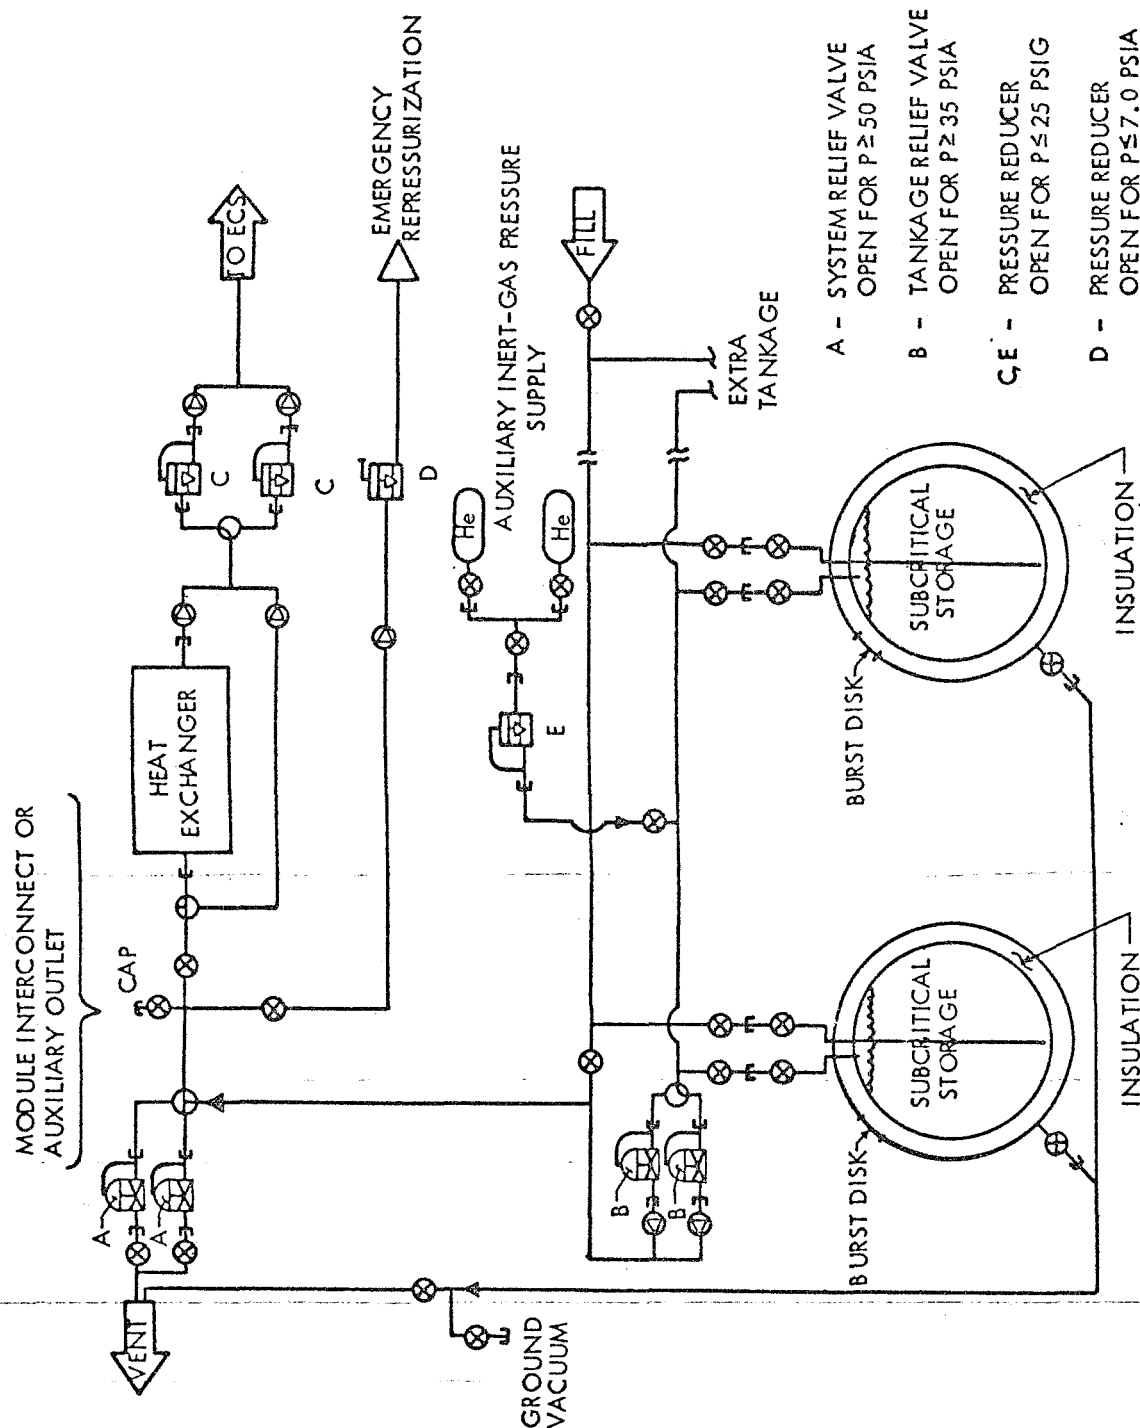 MODULE INTERCONNECT OR
AUXILIARY OUTLET
CAP
HEAT
EXCHANGER
TO ECS
EMERGENCY
REPRESSURIZATION
C
C
D
A
A
VENT
He
He
AUXILIARY INERT-GAS PRESSURE
SUPPLY
E
FILL
EXTRA
TANKAGE
B
B
GROUND
VACUUM
BURST DISK
SUBCRITICAL
STORAGE
INSULATION
BURST DISK
SUBCRITICAL
STORAGE
INSULATION
A - SYSTEM RELIEF VALVE
OPEN FOR P ≥ 50 PSIA
B - TANKAGE RELIEF VALVE
OPEN FOR P ≥ 35 PSIA
C,E - PRESSURE REDUCER
OPEN FOR P ≤ 25 PSIG
D - PRESSURE REDUCER
OPEN FOR P ≤ 7.0 PSIA